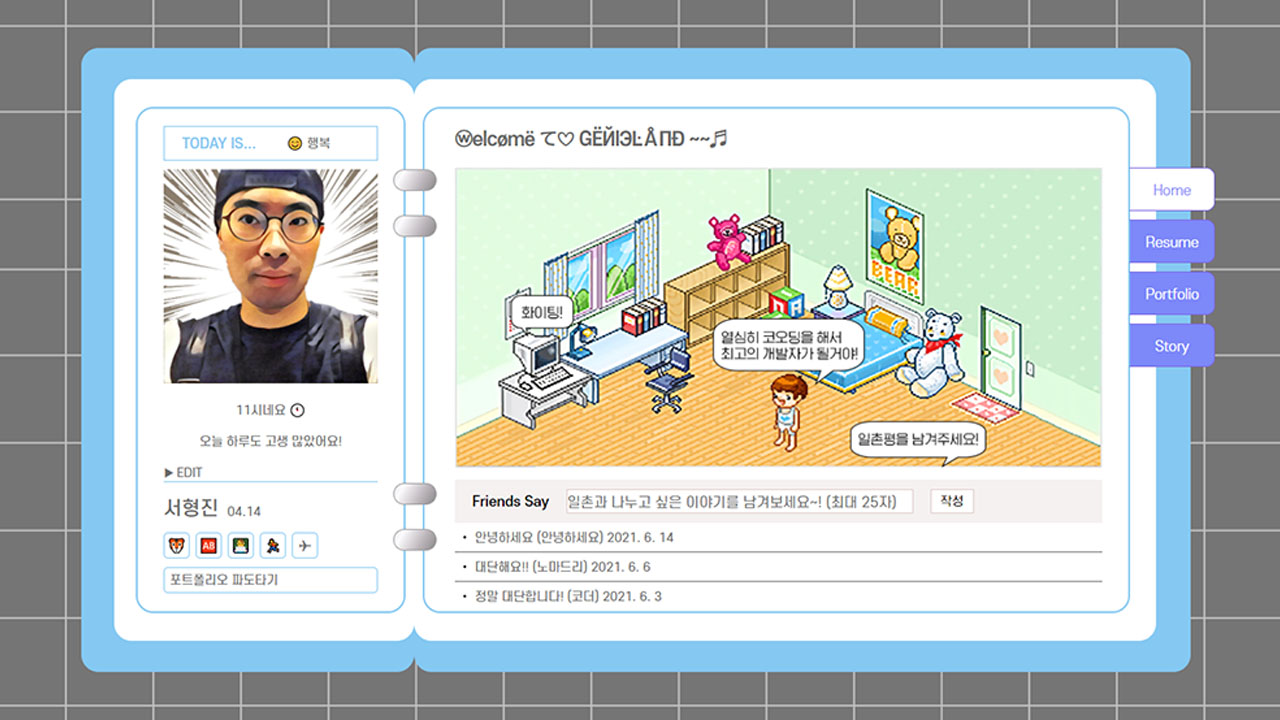 TODAY IS... 😊 행복
11시네요
오늘 하루도 고생 많았어요!
▶ EDIT
서형진 04.14
AB
포트폴리오 파도타기
ⓦelcømë て♡ GËЙIЭĿÅПĐ ~~♬
BEAR
화이팅!
열심히 코오딩을 해서
최고의 개발자가 될거야!
일촌평을 남겨주세요!
Friends Say 일촌과 나누고 싶은 이야기를 남겨보세요~! (최대 25자) 작성
• 안녕하세요 (안녕하세요) 2021. 6. 14
• 대단해요!! (노마드리) 2021. 6. 6
• 정말 대단합니다! (코더) 2021. 6. 3
Home
Resume
Portfolio
Story